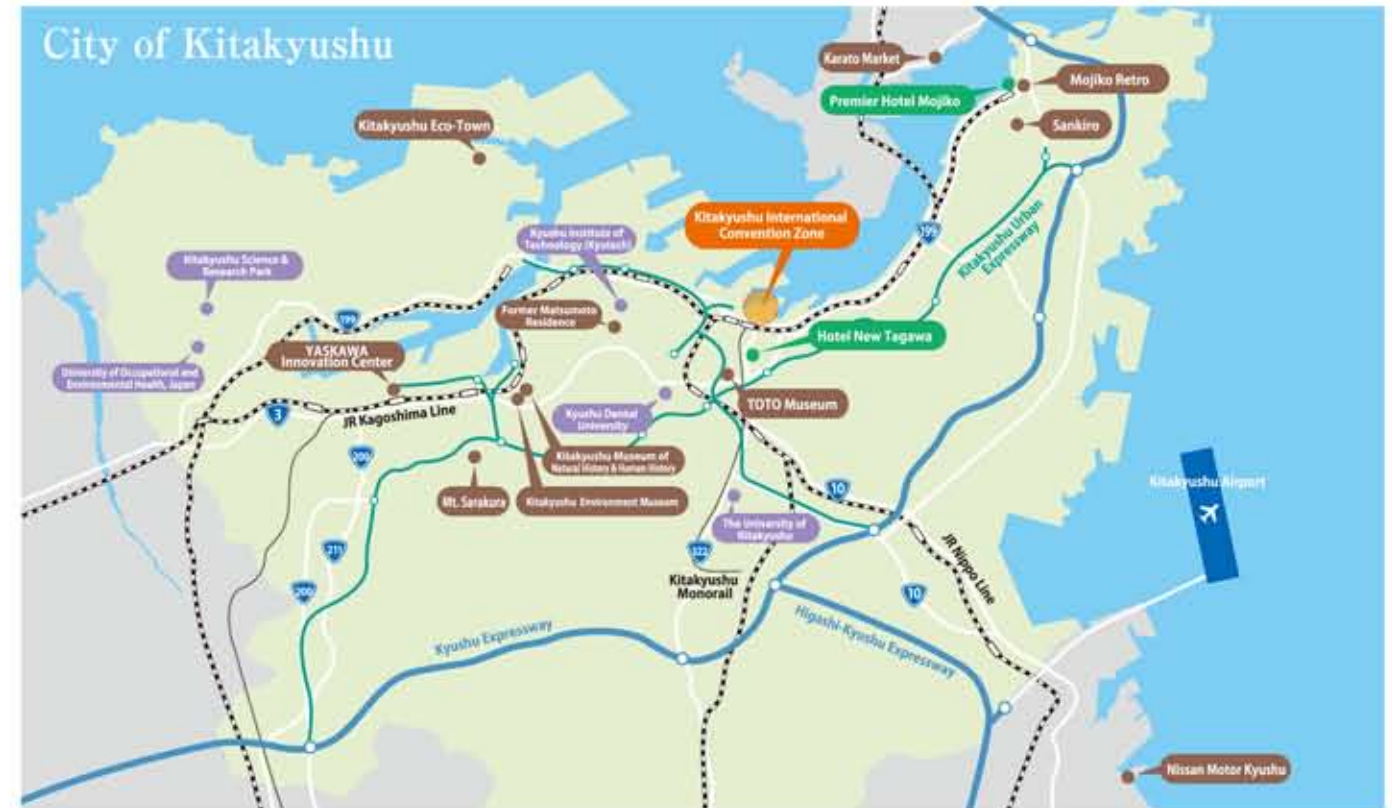 City of Kitakyushu
Karato Market
Mojiko Retro
Premier Hotel Mojiko
Kitakyushu Eco-Town
Sankiro
Kitakyushu International
Convention Zone
199
Kitakyushu Urban
Expressway
Kyushu Institute of
Technology (Kyutech)
Kitakyushu Science &
Research Park
Former Matsumoto
Residence
199
Hotel New Tagawa
YASKAWA
Innovation Center
University of Occupational and
Environmental Health, Japan
TOTO Museum
3
JR Kagoshima Line
Kyushu Dental
University
200
Kitakyushu Museum of
Natural History & Human History
Kitakyushu Airport
10
Mt. Sarakura
Kitakyushu Environment Museum
The University of
Kitakyushu
211
322
JR Nippo Line
Kitakyushu
Monorail
200
10
Kyushu Expressway
Higashi-Kyushu Expressway
Nissan Motor Kyushu